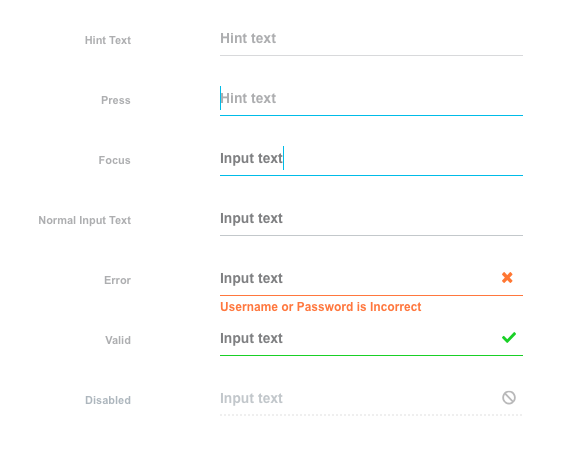 Hint Text Hint text
Press Hint text
Focus Input text
Normal Input Text Input text
Error Input text
Username or Password is Incorrect
Valid Input text
Disabled Input text